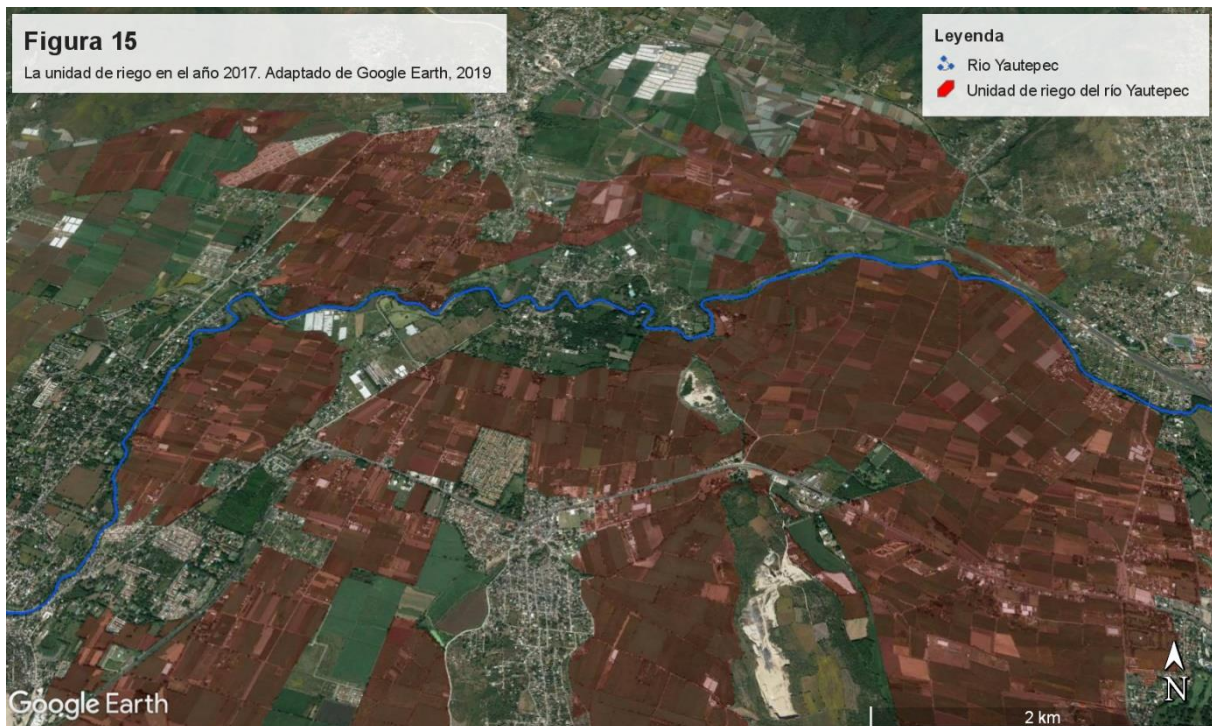 Figura 15
La unidad de riego en el año 2017. Adaptado de Google Earth, 2019
Leyenda
Rio Yautepec
Unidad de riego del río Yautepec
Google Earth
N
2 km